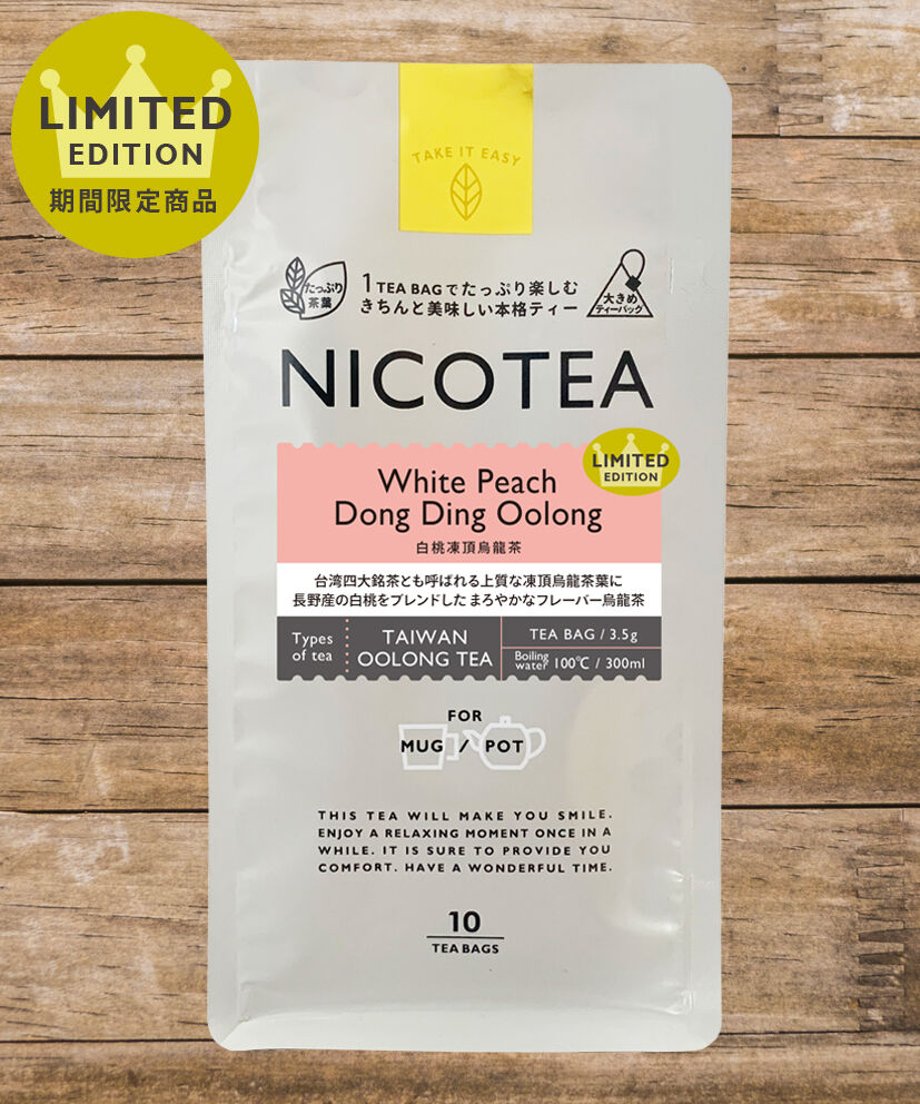 LIMITED
EDITION
期間限定商品
TAKE IT EASY
たっぷり
茶葉
1 TEA BAGでたっぷり楽しむ
きちんと美味しい本格ティー
大きめ
ティーバッグ
NICOTEA
LIMITED
EDITION
White Peach
Dong Ding Oolong
白桃凍頂烏龍茶
台湾四大銘茶とも呼ばれる上質な凍頂烏龍茶葉に
長野産の白桃をブレンドした まろやかなフレーバー烏龍茶
Types
of tea
TAIWAN
OOLONG TEA
TEA BAG / 3.5g
Boiling
water 100℃ / 300ml
FOR
MUG / POT
THIS TEA WILL MAKE YOU SMILE.
ENJOY A RELAXING MOMENT ONCE IN A
WHILE. IT IS SURE TO PROVIDE YOU
COMFORT. HAVE A WONDERFUL TIME.
10
TEA BAGS